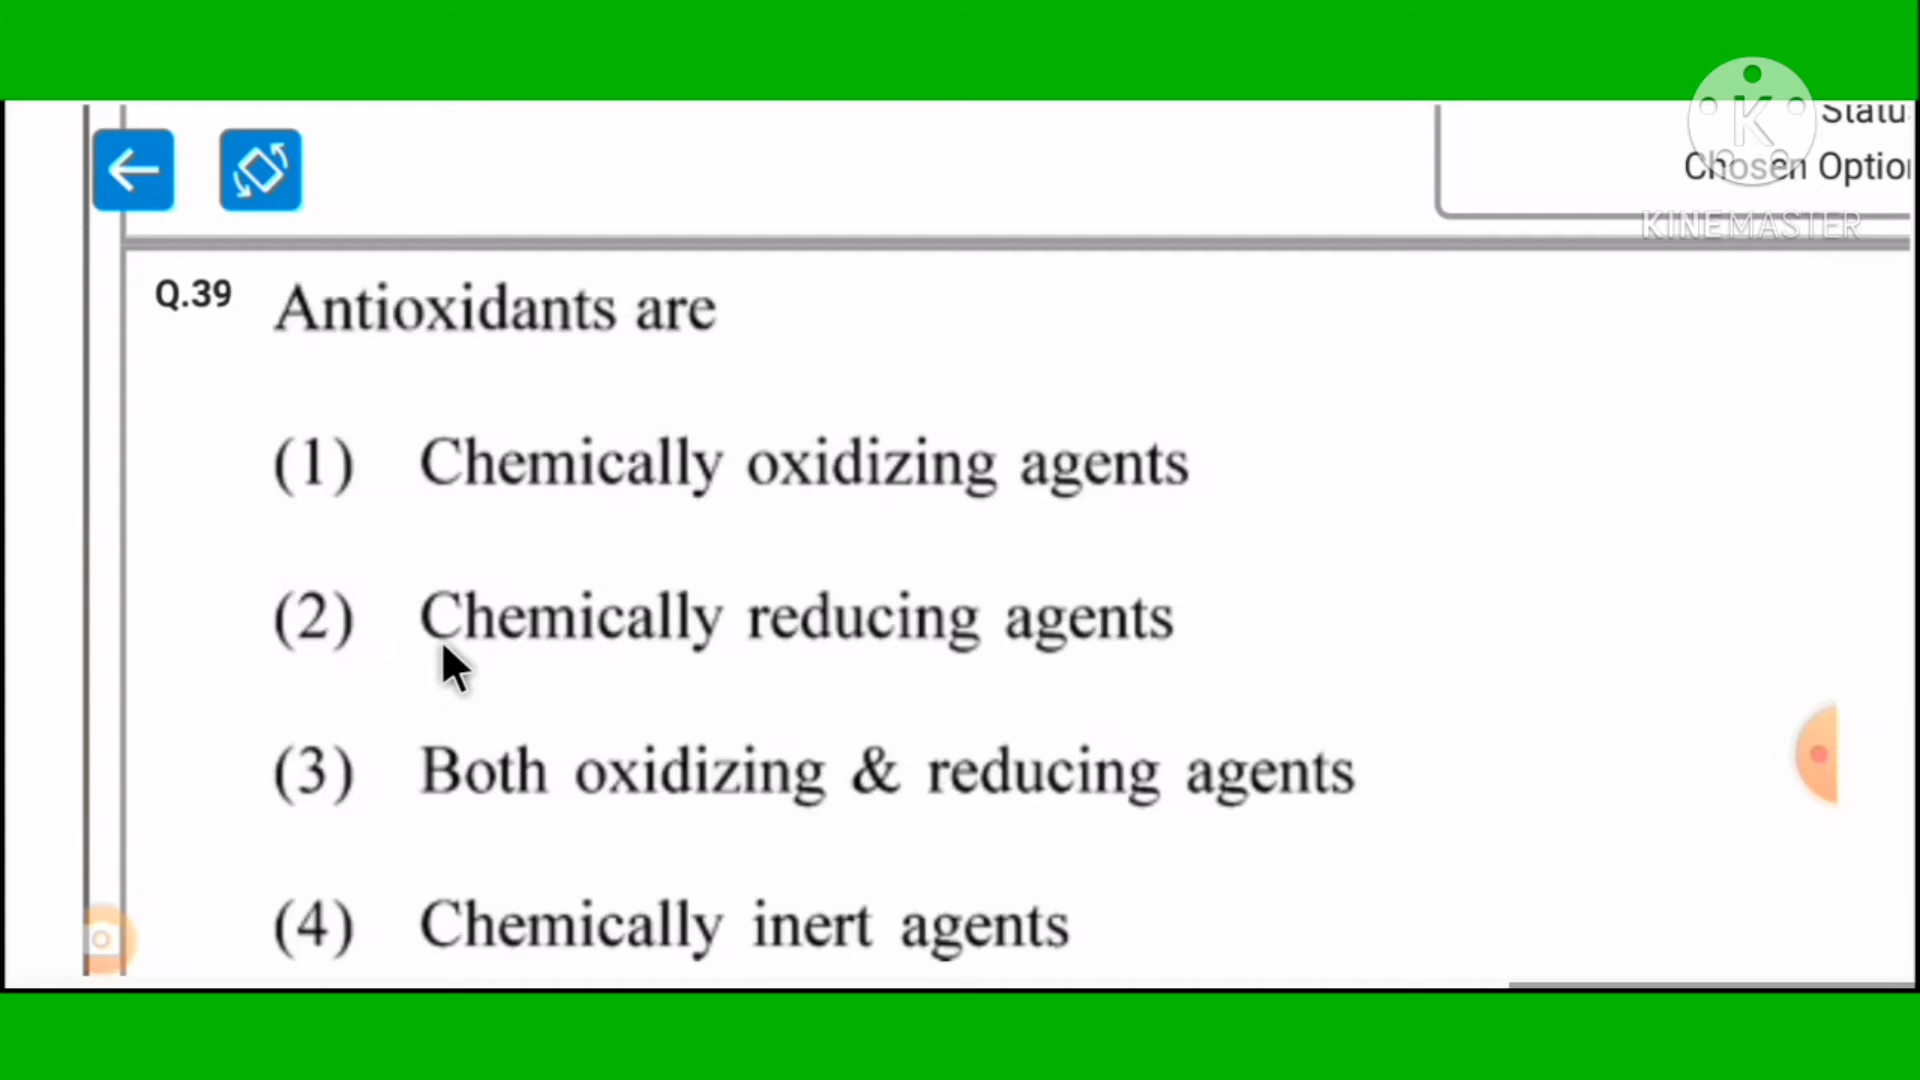 Chosen Optio
KINEMASTER
Q.39 Antioxidants are
(1) Chemically oxidizing agents
(2) Chemically reducing agents
(3) Both oxidizing & reducing agents
(4) Chemically inert agents